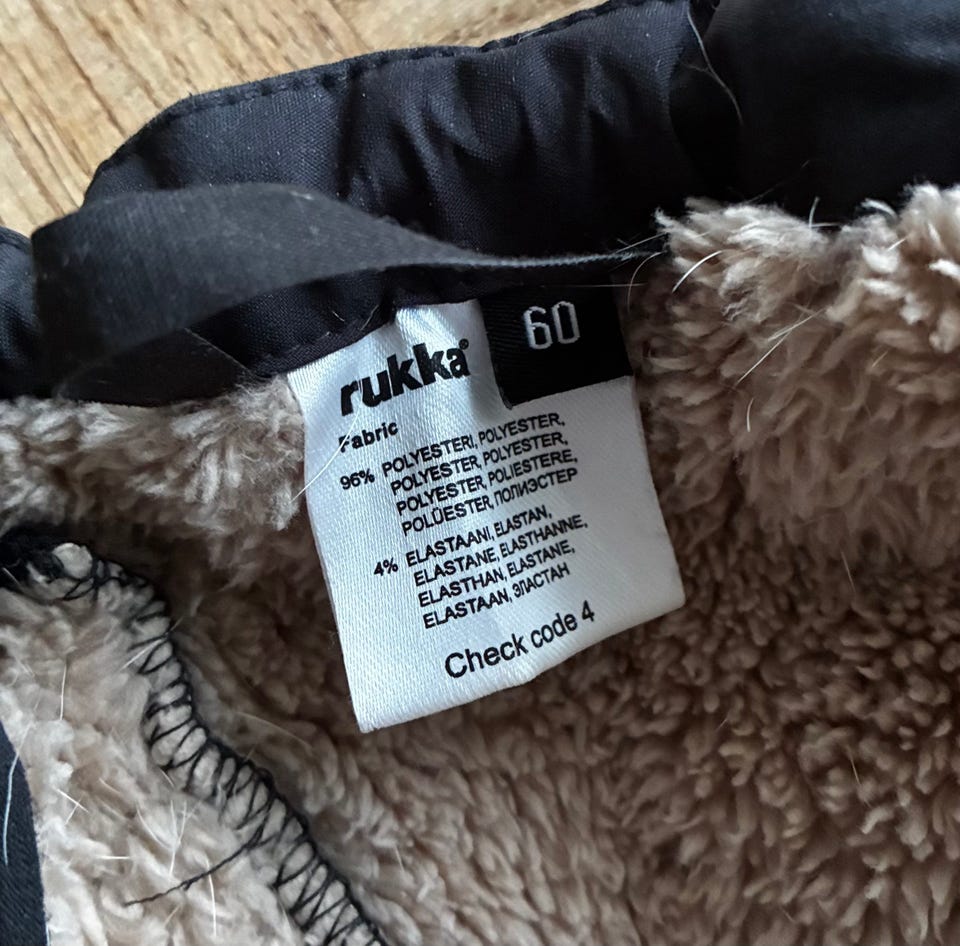 60
rukka®
Fabric
96% POLYESTERI, POLYESTER,
POLYESTER, POLYESTER,
POLYESTER, POLIESTERE,
POLÜESTER, ПОЛИЭСТЕР
4% ELASTAANI, ELASTAN,
ELASTANE, ELASTHANNE,
ELASTHAN, ELASTANE,
ELASTAAN, ЭЛАСТАН
Check code 4